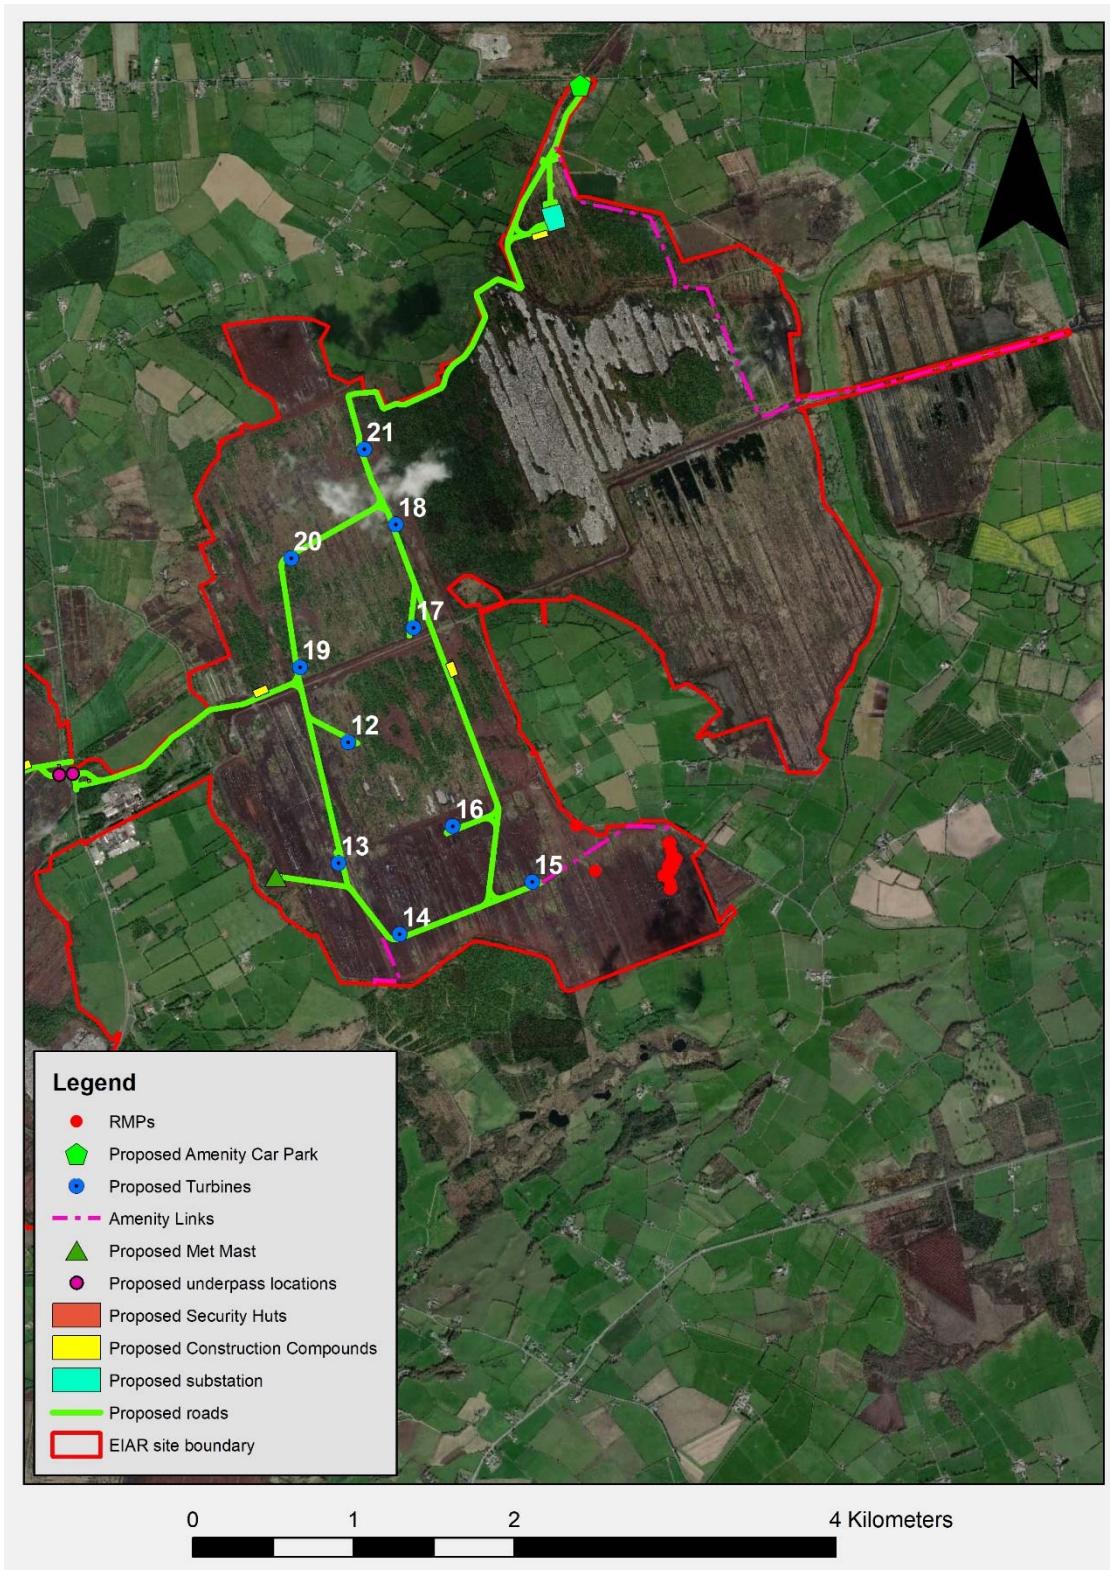 N
21
18
20
17
19
12
16
13
15
14
Legend
RMPs
Proposed Amenity Car Park
Proposed Turbines
Amenity Links
Proposed Met Mast
Proposed underpass locations
Proposed Security Huts
Proposed Construction Compounds
Proposed substation
Proposed roads
EIAR site boundary
0 1 2 4 Kilometers